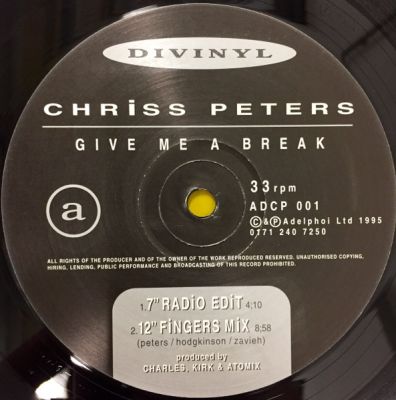 DIVINYL
CHRiSS PETERS
GIVE ME A BREAK
a
33 rpm
ADCP 001
©&℗Adelphoi Ltd 1995
0171 240 7250
ALL RIGHTS OF THE PRODUCER AND OF THE OWNER OF THE WORK REPRODUCED RESERVED. UNAUTHORISED COPYING,
HIRING, LENDING, PUBLIC PERFORMANCE AND BROADCASTING OF THIS RECORD PROHIBITED.
1.7" RADiO EDiT 4:10
2.12" FiNGERS MiX 8:58
(peters / hodgkinson / zavieh)
produced by
CHARLES, KIRK & ATOMIX